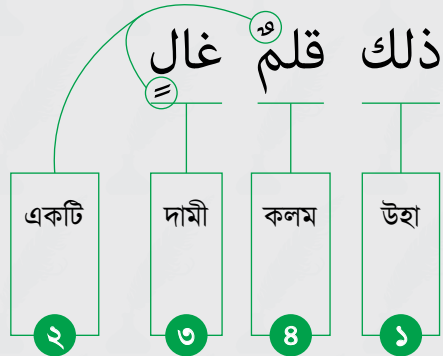 ذلك قلمٌ غالٍ
একটি দামী কলম উহা
২ ৩ ৪ ১